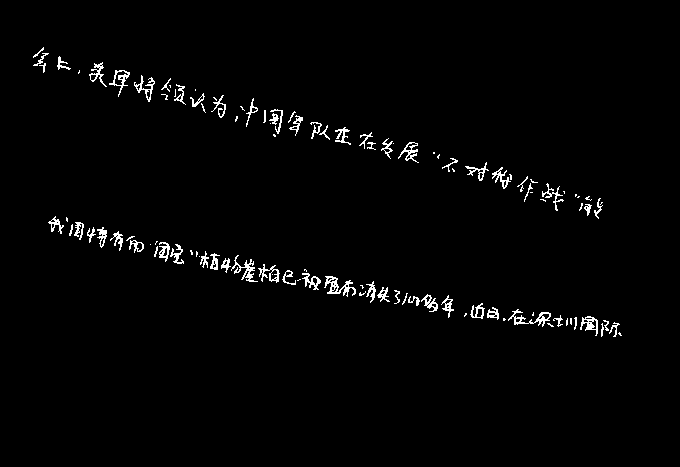 会上,美军将领认为,中国军队正在发展“不对称作战”能
我国特有的“国宝”植物崖柏已被宣布消失了100多年,近日,在深圳国际